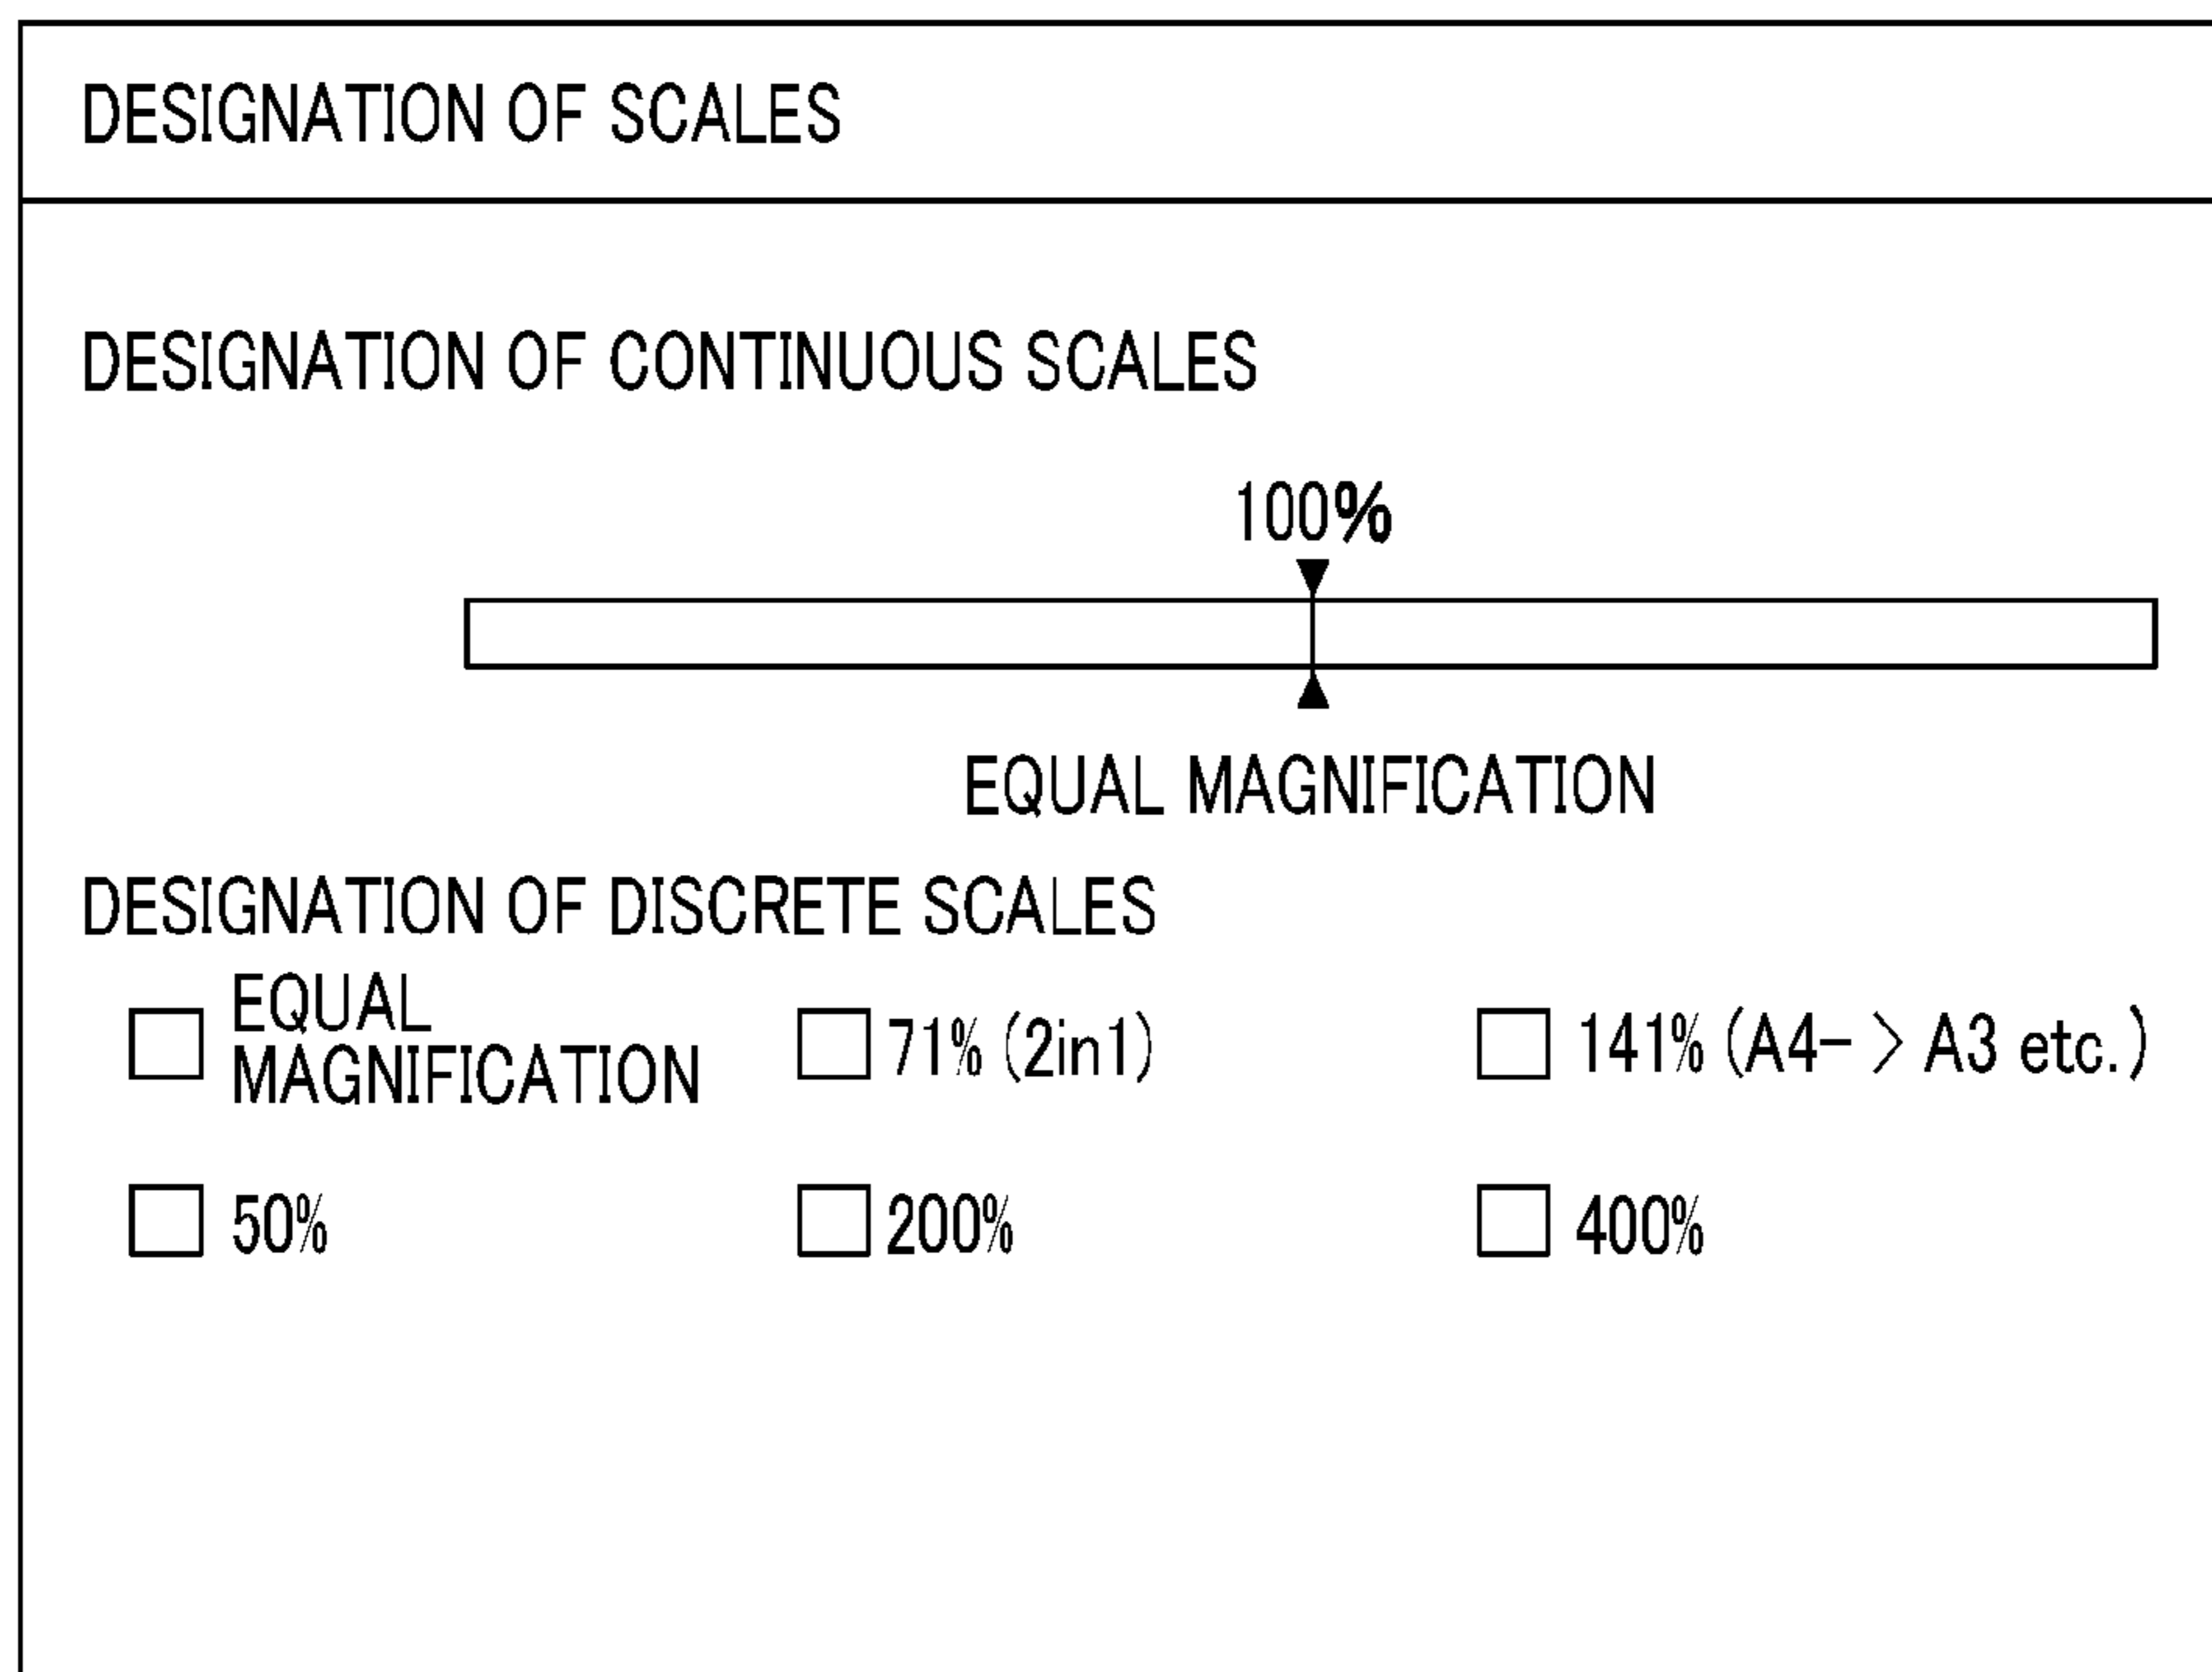 DESIGNATION OF SCALES
DESIGNATION OF CONTINUOUS SCALES
100%
EQUAL MAGNIFICATION
DESIGNATION OF DISCRETE SCALES
EQUAL
MAGNIFICATION
71% (2in1)
141% (A4- > A3 etc.)
50%
200%
400%